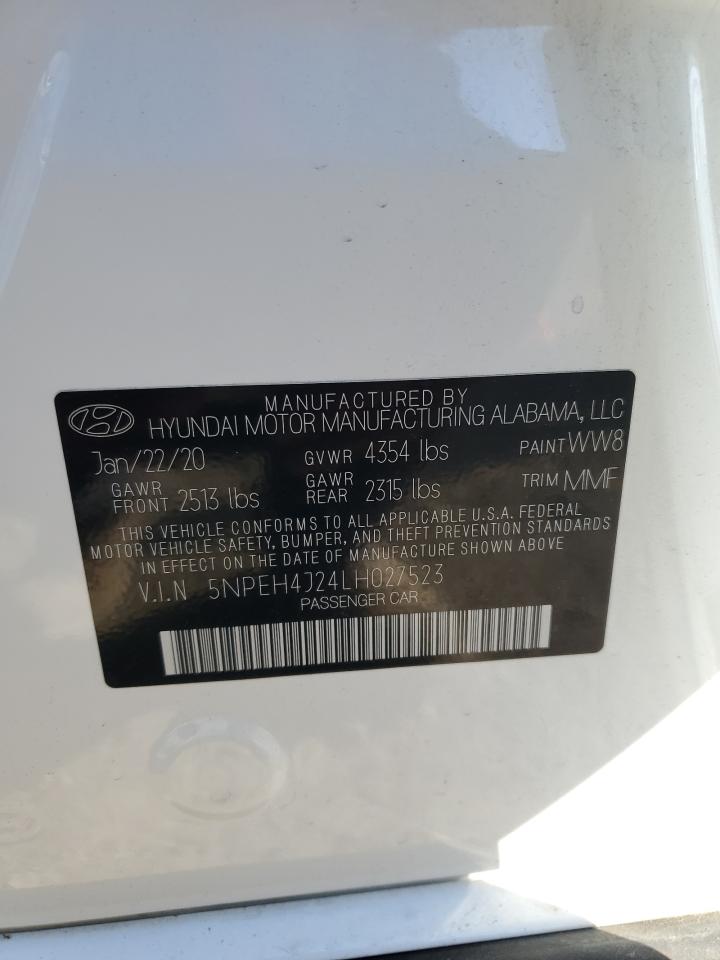 MANUFACTURED BY
HYUNDAI MOTOR MANUFACTURING ALABAMA, LLC
Jan/22/20 GVWR 4354 lbs PAINT WW8
GAWR FRONT 2513 lbs GAWR REAR 2315 lbs TRIM MMF
THIS VEHICLE CONFORMS TO ALL APPLICABLE U.S.A. FEDERAL
MOTOR VEHICLE SAFETY, BUMPER, AND THEFT PREVENTION STANDARDS
IN EFFECT ON THE DATE OF MANUFACTURE SHOWN ABOVE
V.I.N 5NPEH4J24LH027523
PASSENGER CAR